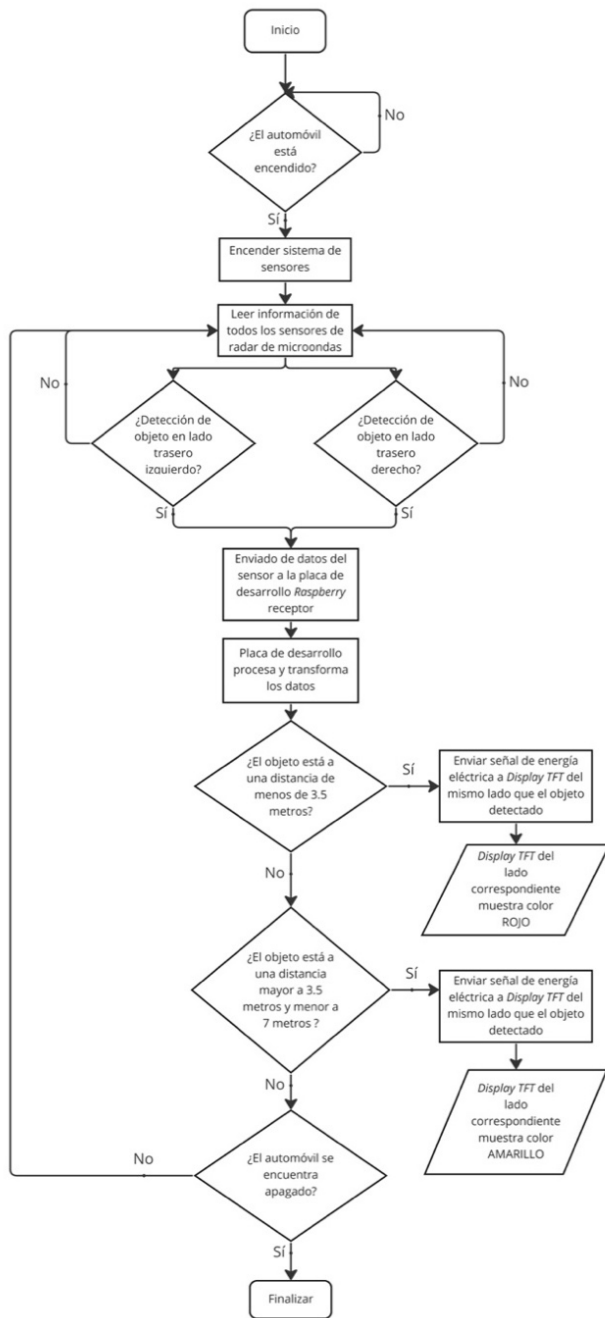 Inicio
No
¿El automóvil
está
encendido?
Sí
Encender sistema de
sensores
Leer información de
todos los sensores de
radar de microondas
No
No
¿Detección de
objeto en lado
trasero
izquierdo?
¿Detección de
objeto en lado
trasero
derecho?
Sí
Sí
Enviado de datos del
sensor a la placa de
desarrollo Raspberry
receptor
Placa de desarrollo
procesa y transforma
los datos
¿El objeto está a
una distancia de
menos de 3.5
metros?
Sí
Enviar señal de energía
eléctrica a Display TFT del
mismo lado que el objeto
detectado
Display TFT del
lado
correspondiente
muestra color
ROJO
No
¿El objeto está a
una distancia
mayor a 3.5
metros y menor a
7 metros ?
Sí
Enviar señal de energía
eléctrica a Display TFT del
mismo lado que el objeto
detectado
Display TFT del
lado
correspondiente
muestra color
AMARILLO
No
No
¿El automóvil se
encuentra
apagado?
Sí
Finalizar